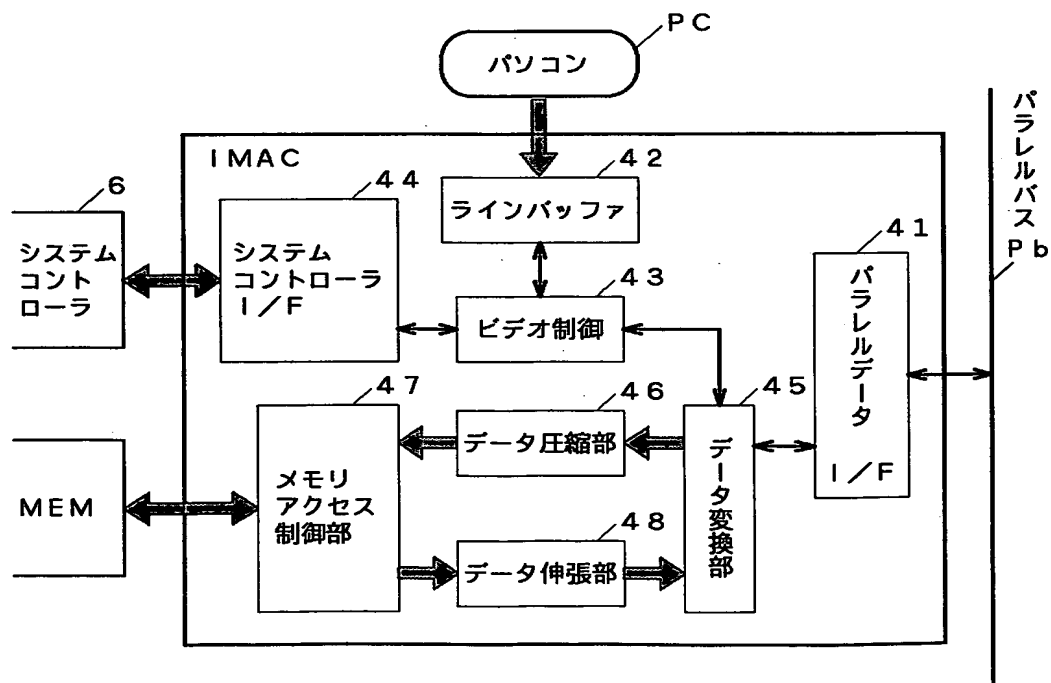 PC
パソコン
パラレルバス
Pb
IMAC
42
ラインバッファ
44
システム
コントローラ
I/F
6
システム
コント
ローラ
41
パラレルデータ
I/F
43
ビデオ制御
47
メモリ
アクセス
制御部
46
データ圧縮部
45
データ変換部
MEM
48
データ伸張部